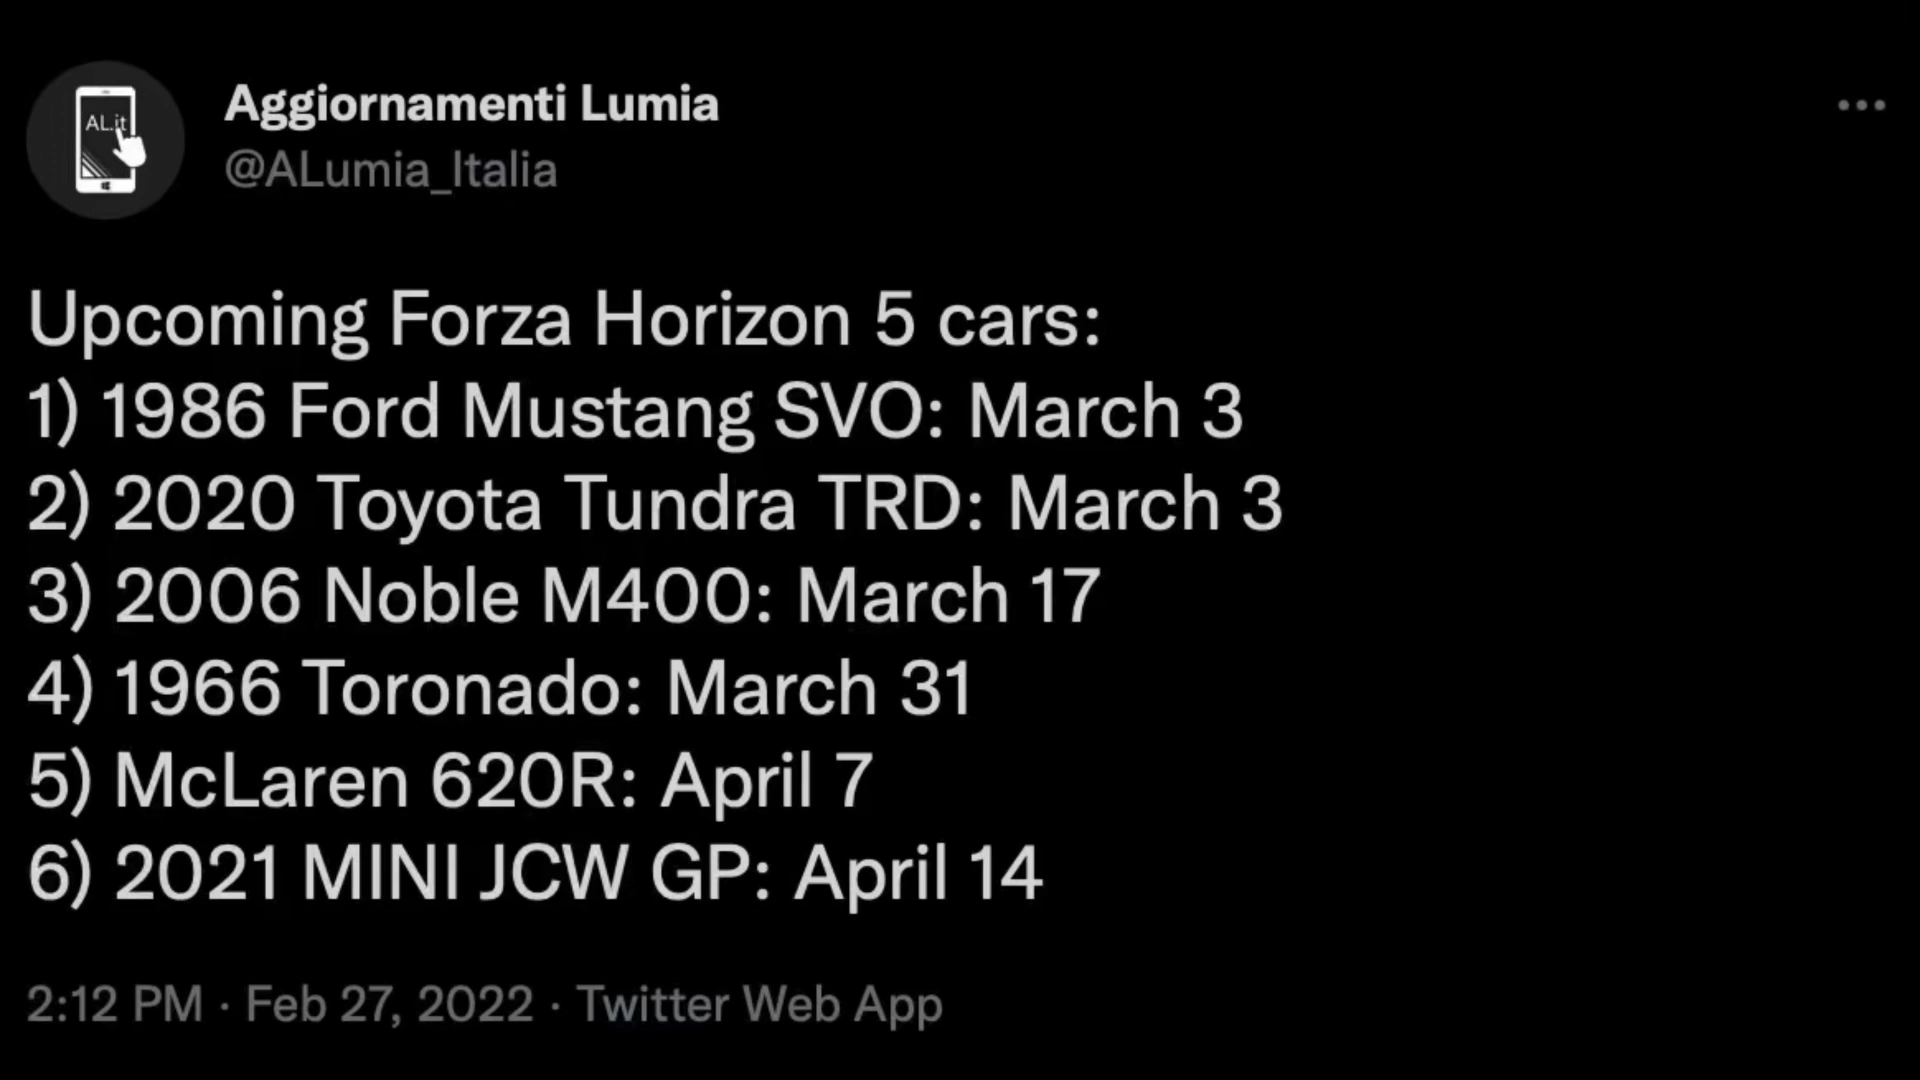 AL.it
Aggiornamenti Lumia
@ALumia_Italia
Upcoming Forza Horizon 5 cars:
1) 1986 Ford Mustang SVO: March 3
2) 2020 Toyota Tundra TRD: March 3
3) 2006 Noble M400: March 17
4) 1966 Toronado: March 31
5) McLaren 620R: April 7
6) 2021 MINI JCW GP: April 14
2:12 PM · Feb 27, 2022 · Twitter Web App